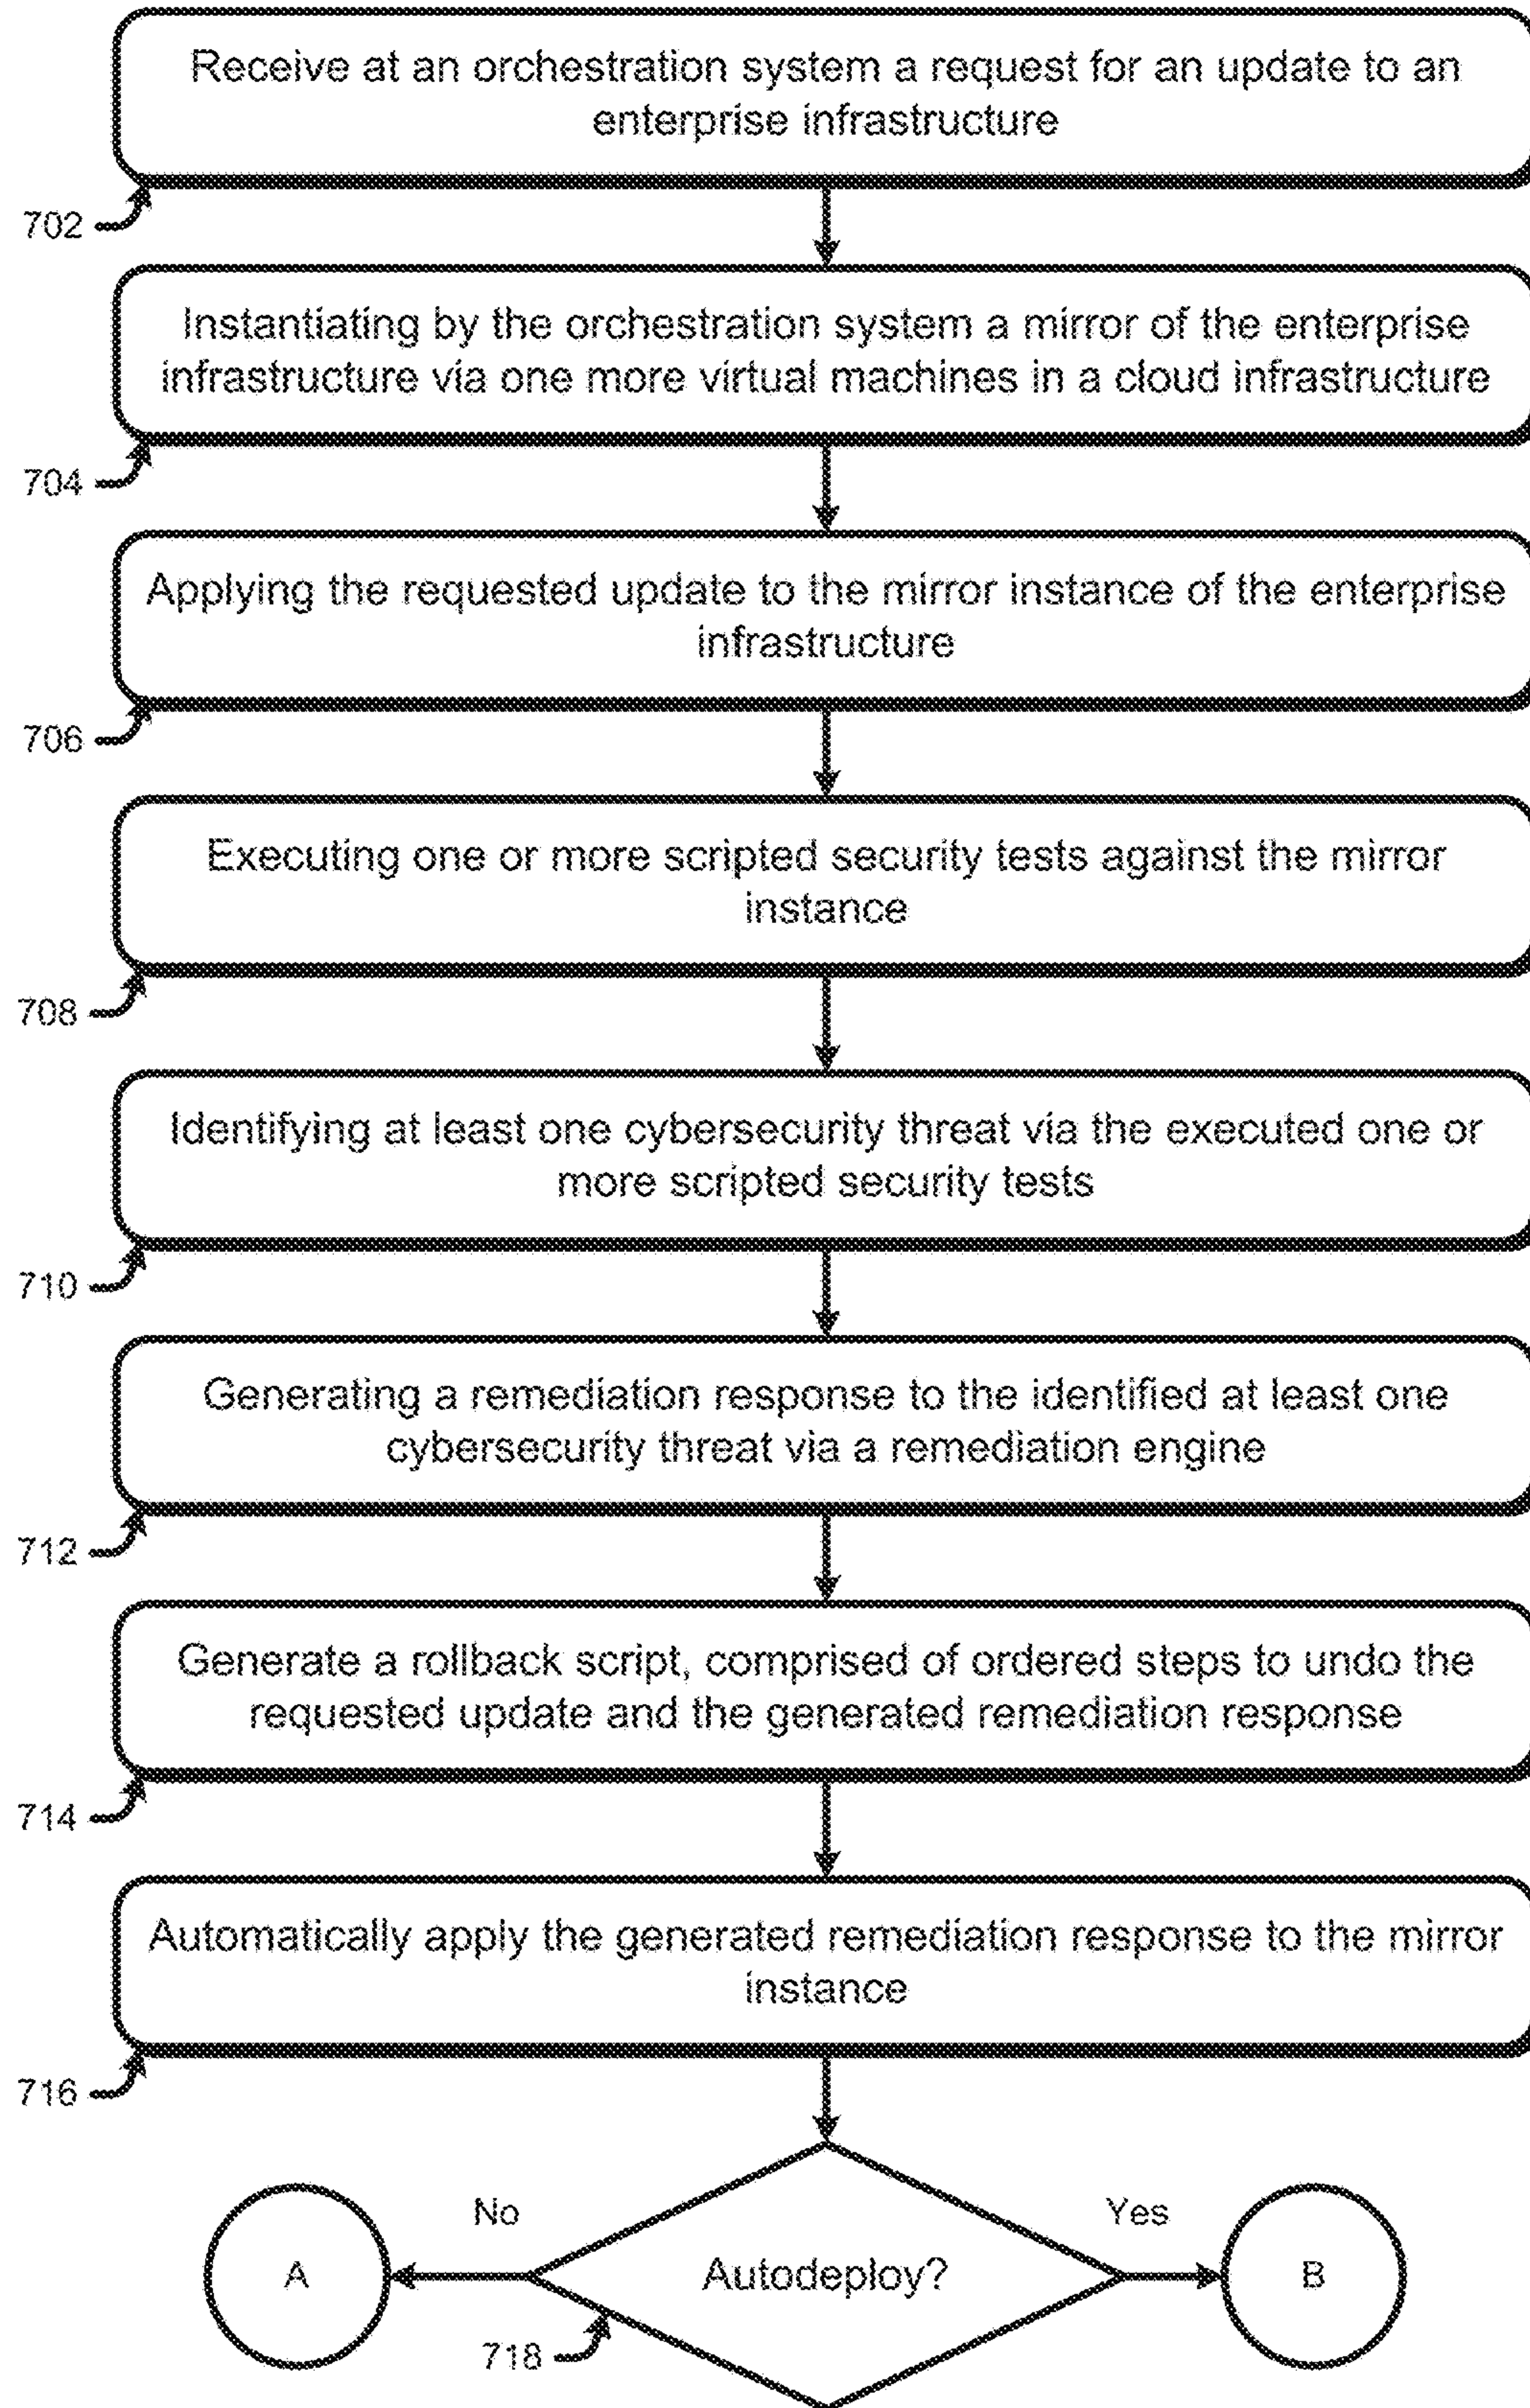 Receive at an orchestration system a request for an update to an
enterprise infrastructure
702
Instantiating by the orchestration system a mirror of the enterprise
infrastructure via one more virtual machines in a cloud infrastructure
704
Applying the requested update to the mirror instance of the enterprise
infrastructure
706
Executing one or more scripted security tests against the mirror
instance
708
Identifying at least one cybersecurity threat via the executed one or
more scripted security tests
710
Generating a remediation response to the identified at least one
cybersecurity threat via a remediation engine
712
Generate a rollback script, comprised of ordered steps to undo the
requested update and the generated remediation response
714
Automatically apply the generated remediation response to the mirror
instance
716
No
Yes
A
Autodeploy?
B
718